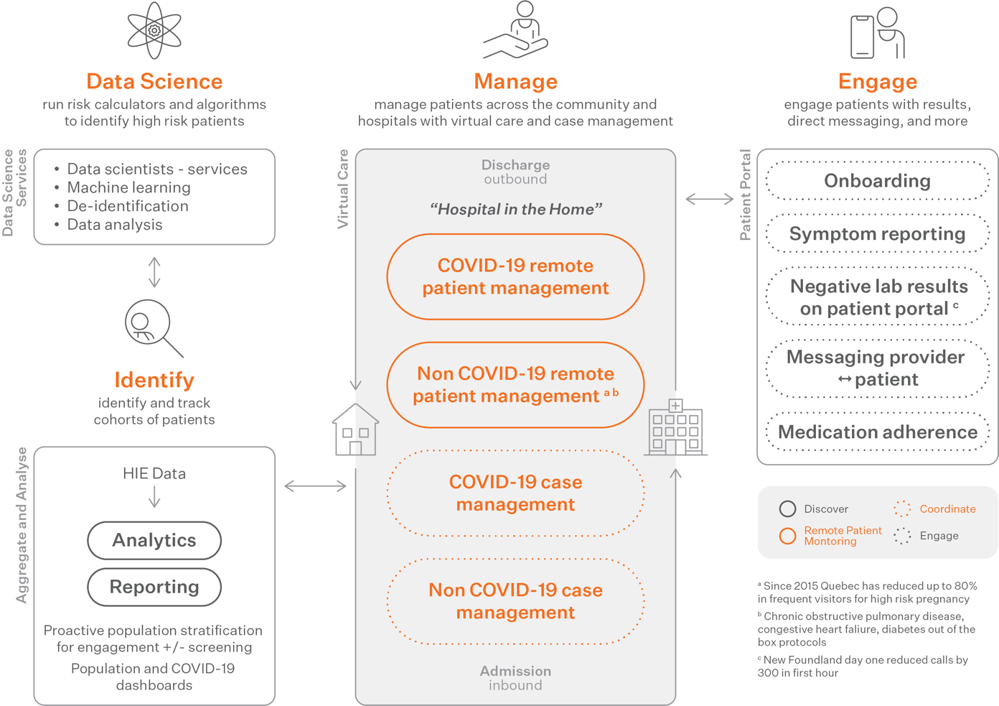 Data Science
run risk calculators and algorithms
to identify high risk patients
Data Science
Services
• Data scientists - services
• Machine learning
• De-identification
• Data analysis
Identify
identify and track
cohorts of patients
Aggregate and Analyse
HIE Data
Analytics
Reporting
Proactive population stratification
for engagement +/- screening
Population and COVID-19
dashboards
Manage
manage patients across the community and
hospitals with virtual care and case management
Virtual Care
Discharge
outbound
“Hospital in the Home”
COVID-19 remote
patient management
Non COVID-19 remote
patient management a b
COVID-19 case
management
Non COVID-19 case
management
Admission
inbound
Engage
engage patients with results,
direct messaging, and more
Patient Portal
Onboarding
Symptom reporting
Negative lab results
on patient portal c
Messaging provider
↔ patient
Medication adherence
Discover
Coordinate
Remote Patient
Montoring
Engage
a Since 2015 Quebec has reduced up to 80%
in frequent visitors for high risk pregnancy
b Chronic obstructive pulmonary disease,
congestive heart faliure, diabetes out of the
box protocols
c New Foundland day one reduced calls by
300 in first hour